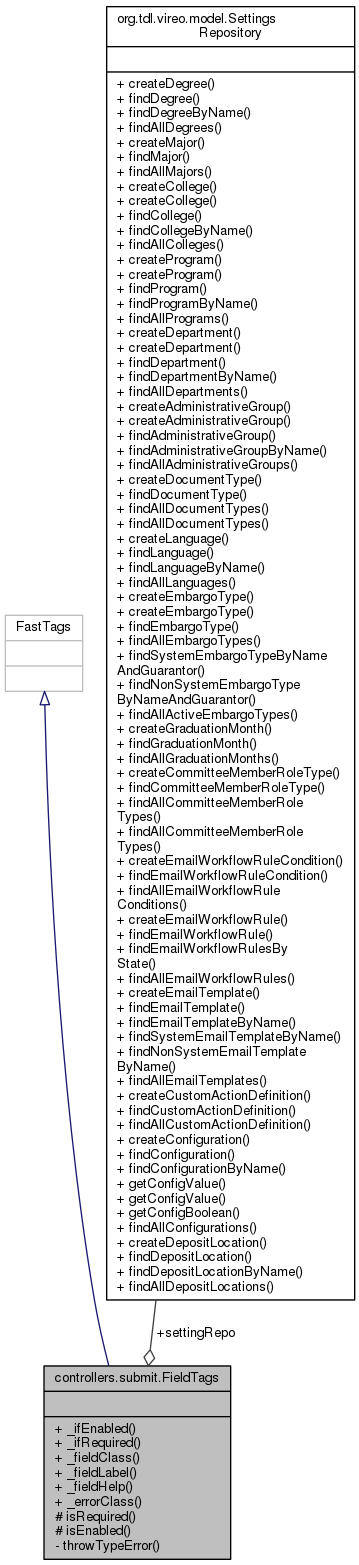 org.tdl.vireo.model.Settings
Repository
+ createDegree()
+ findDegree()
+ findDegreeByName()
+ findAllDegrees()
+ createMajor()
+ findMajor()
+ findAllMajors()
+ createCollege()
+ createCollege()
+ findCollege()
+ findCollegeByName()
+ findAllColleges()
+ createProgram()
+ createProgram()
+ findProgram()
+ findProgramByName()
+ findAllPrograms()
+ createDepartment()
+ createDepartment()
+ findDepartment()
+ findDepartmentByName()
+ findAllDepartments()
+ createAdministrativeGroup()
+ createAdministrativeGroup()
+ findAdministrativeGroup()
+ findAdministrativeGroupByName()
+ findAllAdministrativeGroups()
+ createDocumentType()
+ findDocumentType()
+ findAllDocumentTypes()
+ findAllDocumentTypes()
+ createLanguage()
+ findLanguage()
+ findLanguageByName()
+ findAllLanguages()
+ createEmbargoType()
+ createEmbargoType()
+ findEmbargoType()
+ findAllEmbargoTypes()
+ findSystemEmbargoTypeByName
AndGuarantor()
+ findNonSystemEmbargoType
ByNameAndGuarantor()
+ findAllActiveEmbargoTypes()
+ createGraduationMonth()
+ findGraduationMonth()
+ findAllGraduationMonths()
+ createCommitteeMemberRoleType()
+ findCommitteeMemberRoleType()
+ findAllCommitteeMemberRole
Types()
+ findAllCommitteeMemberRole
Types()
+ createEmailWorkflowRuleCondition()
+ findEmailWorkflowRuleCondition()
+ findAllEmailWorkflowRule
Conditions()
+ createEmailWorkflowRule()
+ findEmailWorkflowRule()
+ findEmailWorkflowRulesBy
State()
+ findAllEmailWorkflowRules()
+ createEmailTemplate()
+ findEmailTemplate()
+ findEmailTemplateByName()
+ findSystemEmailTemplateByName()
+ findNonSystemEmailTemplate
ByName()
+ findAllEmailTemplates()
+ createCustomActionDefinition()
+ findCustomActionDefinition()
+ findAllCustomActionDefinition()
+ createConfiguration()
+ findConfiguration()
+ findConfigurationByName()
+ getConfigValue()
+ getConfigValue()
+ getConfigBoolean()
+ findAllConfigurations()
+ createDepositLocation()
+ findDepositLocation()
+ findDepositLocationByName()
+ findAllDepositLocations()
FastTags
+settingRepo
controllers.submit.FieldTags
+ _ifEnabled()
+ _ifRequired()
+ _fieldClass()
+ _fieldLabel()
+ _fieldHelp()
+ _errorClass()
# isRequired()
# isEnabled()
- throwTypeError()